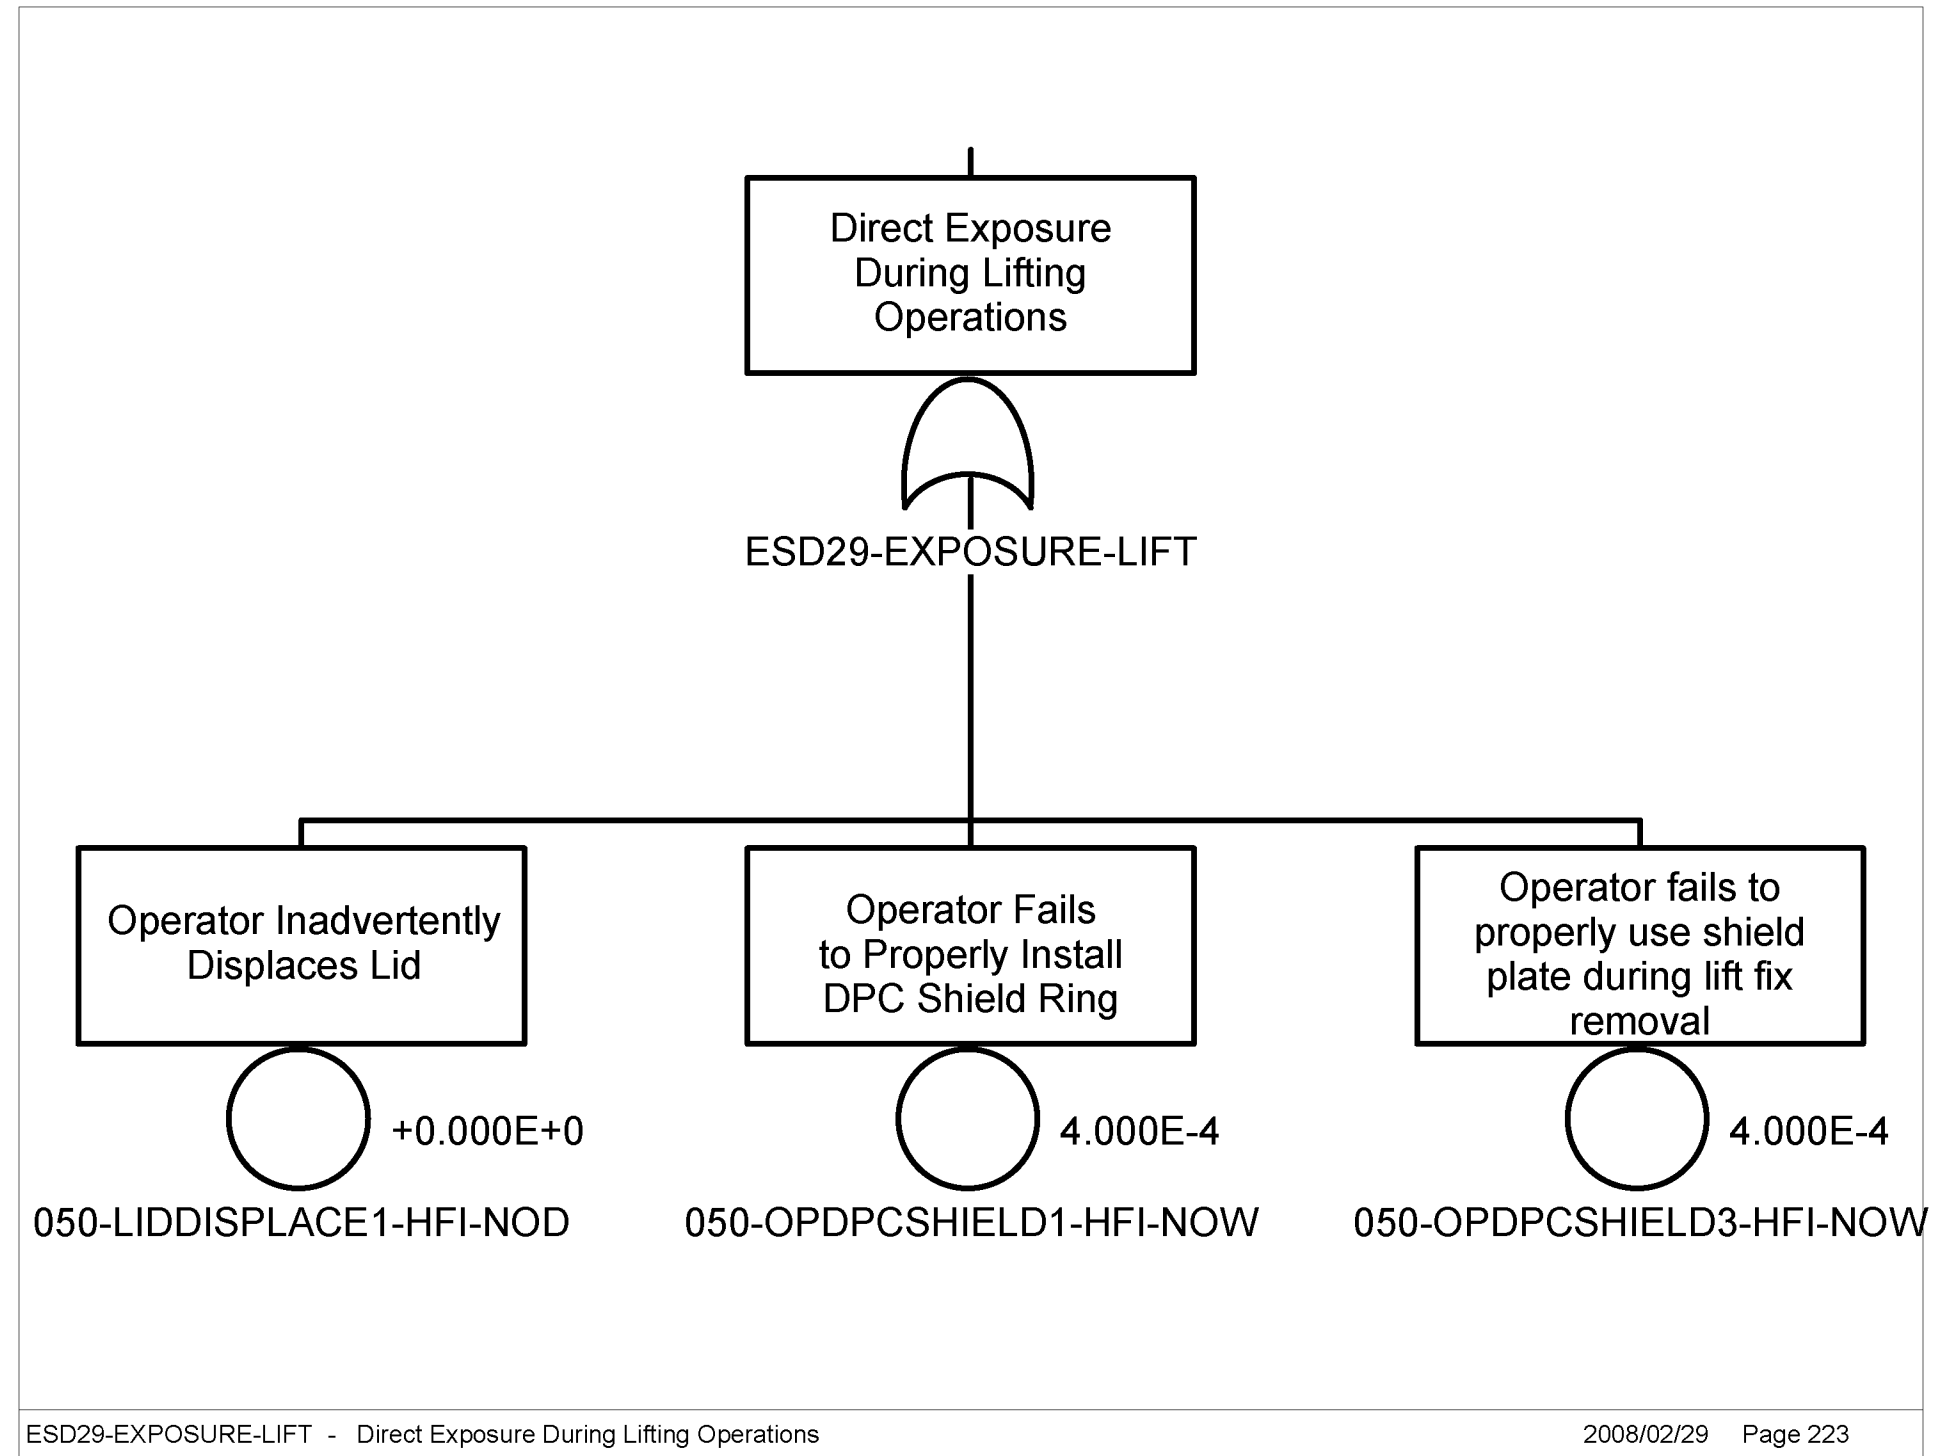 Direct Exposure
During Lifting
Operations
ESD29-EXPOSURE-LIFT
Operator Inadvertently
Displaces Lid
+0.000E+0
050-LIDDISPLACE1-HFI-NOD
Operator Fails
to Properly Install
DPC Shield Ring
4.000E-4
050-OPDPCSHIELD1-HFI-NOW
Operator fails to
properly use shield
plate during lift fix
removal
4.000E-4
050-OPDPCSHIELD3-HFI-NOW
ESD29-EXPOSURE-LIFT - Direct Exposure During Lifting Operations
2008/02/29 Page 223